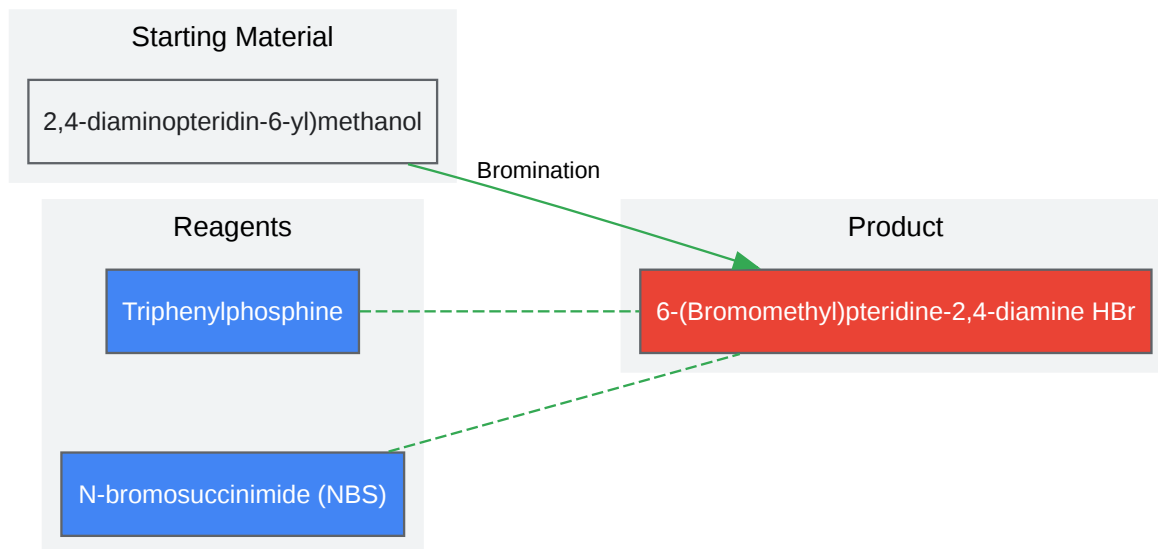 Starting Material
2,4-diaminopteridin-6-yl)methanol
Bromination
Reagents
Product
Triphenylphosphine
6-(Bromomethyl)pteridine-2,4-diamine HBr
N-bromosuccinimide (NBS)